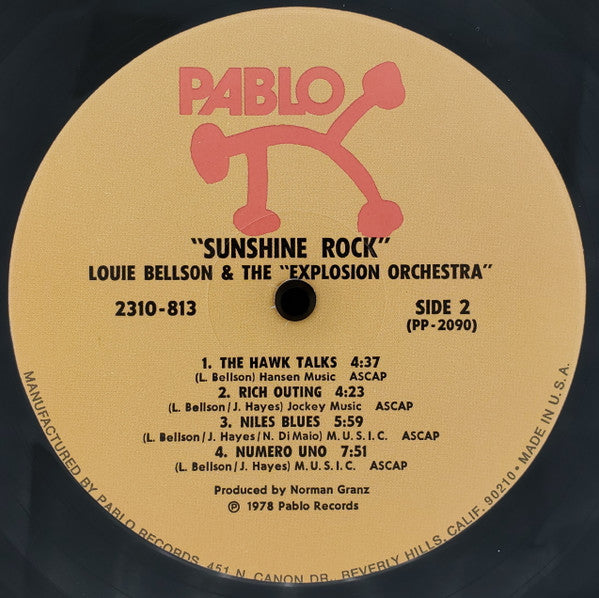 PABLO
"SUNSHINE ROCK"
LOUIE BELLSON & THE "EXPLOSION ORCHESTRA"
2310-813
SIDE 2
(PP-2090)
1. THE HAWK TALKS 4:37
(L. Bellson) Hansen Music ASCAP
2. RICH OUTING 4:23
(L. Bellson/J. Hayes) Jockey Music ASCAP
3. NILES BLUES 5:59
(L. Bellson/J. Hayes/N. DiMaio) M.U.S.I.C. ASCAP
4. NUMERO UNO 7:51
(L. Bellson/J. Hayes) M.U.S.I.C. ASCAP
Produced by Norman Granz
℗ 1978 Pablo Records
MANUFACTURED BY PABLO RECORDS, 451 N. CANON DR., BEVERLY HILLS, CALIF. 90210 • MADE IN U.S.A.